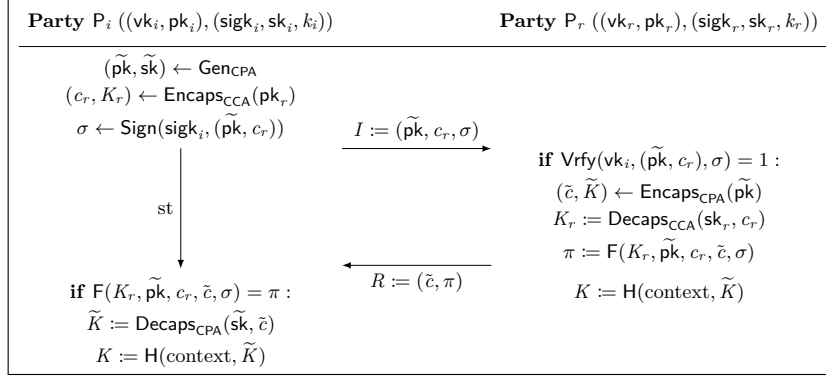 Party P_i ((vk_i, pk_i), (sigk_i, sk_i, k_i))
Party P_r ((vk_r, pk_r), (sigk_r, sk_r, k_r))
(p̃k, s̃k) ← Gen_CPA
(c_r, K_r) ← Encaps_CCA(pk_r)
σ ← Sign(sigk_i, (p̃k, c_r))
I := (p̃k, c_r, σ)
if Vrfy(vk_i, (p̃k, c_r), σ) = 1 :
(c̃, K̃) ← Encaps_CPA(p̃k)
K_r := Decaps_CCA(sk_r, c_r)
π := F(K_r, p̃k, c_r, c̃, σ)
K := H(context, K̃)
st
R := (c̃, π)
if F(K_r, p̃k, c_r, c̃, σ) = π :
K̃ := Decaps_CPA(s̃k, c̃)
K := H(context, K̃)